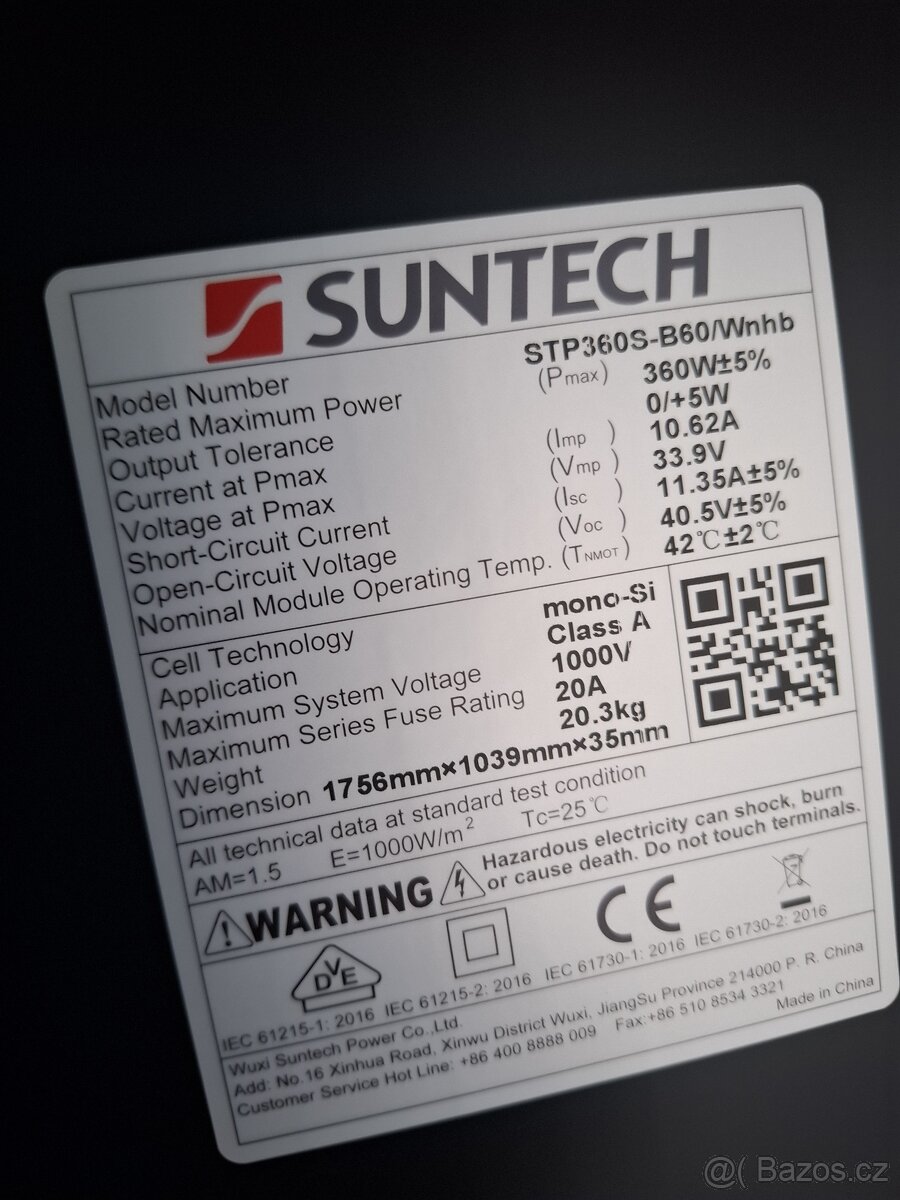 SUNTECH
Model Number STP360S-B60/Wnhb
Rated Maximum Power (Pmax) 360W±5%
Output Tolerance 0/+5W
Current at Pmax (Imp) 10.62A
Voltage at Pmax (Vmp) 33.9V
Short-Circuit Current (Isc) 11.35A±5%
Open-Circuit Voltage (Voc) 40.5V±5%
Nominal Module Operating Temp. (TNMOT) 42℃±2℃
Cell Technology mono-Si
Application Class A
Maximum System Voltage 1000V
Maximum Series Fuse Rating 20A
Weight 20.3kg
Dimension 1756mm×1039mm×35mm
All technical data at standard test condition
AM=1.5 E=1000W/m² Tc=25℃
WARNING Hazardous electricity can shock, burn
or cause death. Do not touch terminals.
DVE CE
IEC 61215-1: 2016 IEC 61215-2: 2016 IEC 61730-1: 2016 IEC 61730-2: 2016
Wuxi Suntech Power Co.,Ltd.
Add: No.16 Xinhua Road, Xinwu District Wuxi, JiangSu Province 214000 P. R. China
Customer Service Hot Line: +86 400 8888 009 Fax:+86 510 8534 3321
Made in China
@( Bazos.cz